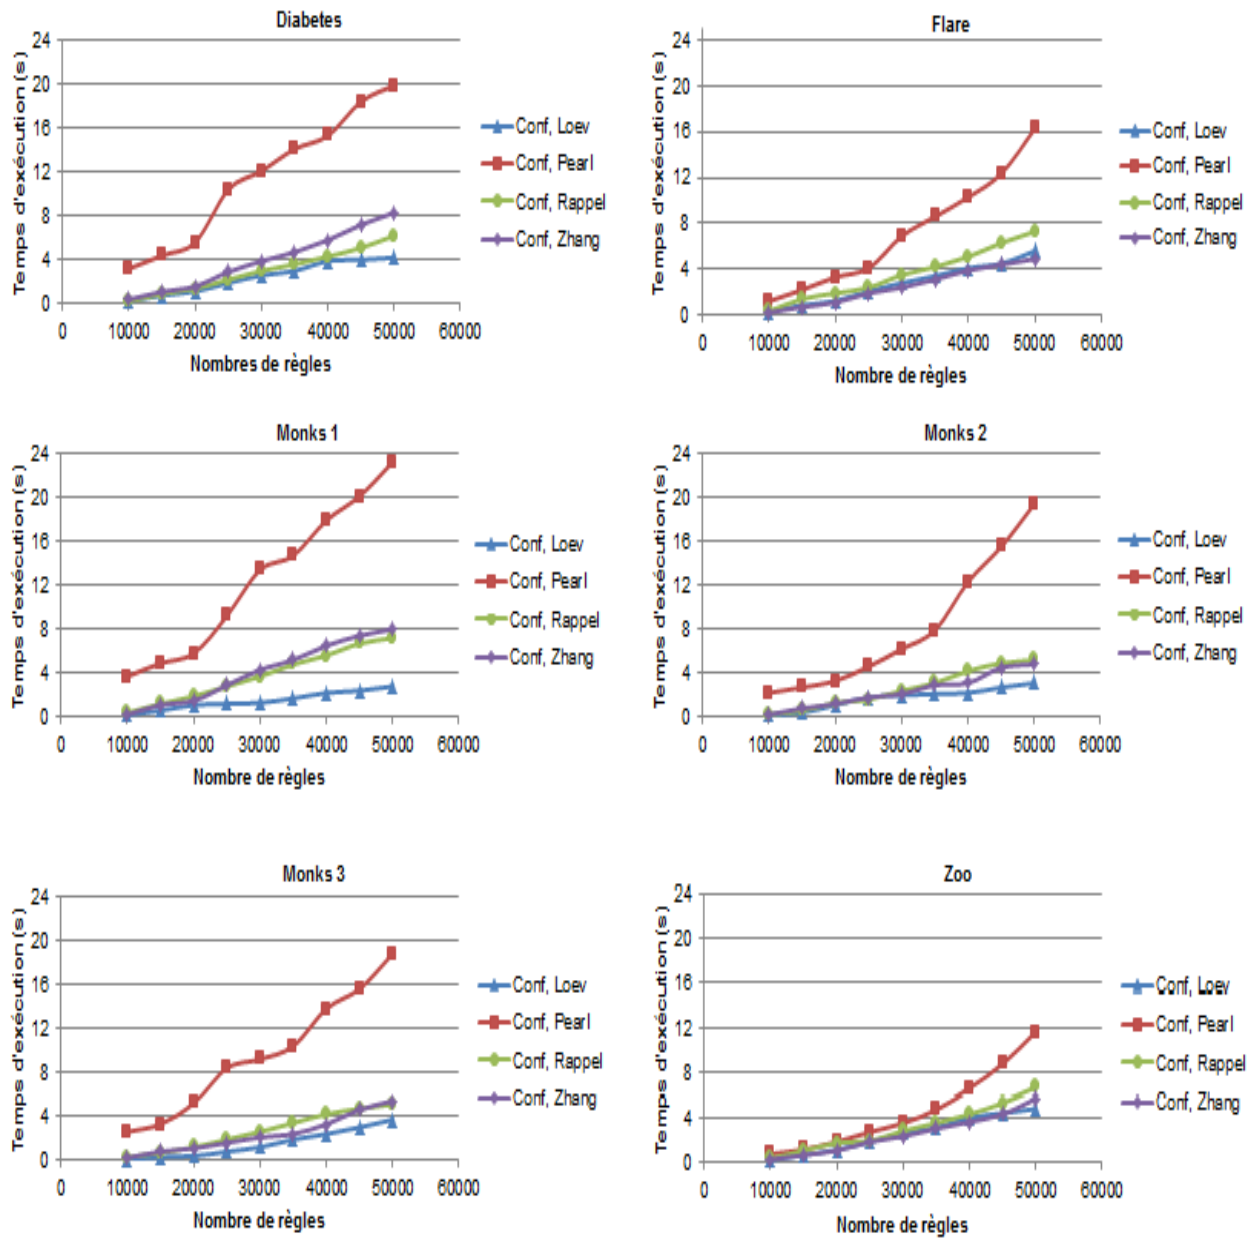 Diabetes
Temps d'exécution (s)
24
20
16
12
8
4
0
0 10000 20000 30000 40000 50000 60000
Nombres de règles
Conf, Loev
Conf, Pearl
Conf, Rappel
Conf, Zhang
Flare
Temps d'exécution (s)
24
20
16
12
8
4
0
0 10000 20000 30000 40000 50000 60000
Nombre de règles
Conf, Loev
Conf, Pearl
Conf, Rappel
Conf, Zhang
Monks 1
Temps d'exécution (s)
24
20
16
12
8
4
0
0 10000 20000 30000 40000 50000 60000
Nombre de règles
Conf, Loev
Conf, Pearl
Conf, Rappel
Conf, Zhang
Monks 2
Temps d'exécution (s)
24
20
16
12
8
4
0
0 10000 20000 30000 40000 50000 60000
Nombre de règles
Conf, Loev
Conf, Pearl
Conf, Rappel
Conf, Zhang
Monks 3
Temps d'exécution (s)
24
20
16
12
8
4
0
0 10000 20000 30000 40000 50000 60000
Nombre de règles
Conf, Loev
Conf, Pearl
Conf, Rappel
Conf, Zhang
Zoo
Temps d'exécution (s)
24
20
16
12
8
4
0
0 10000 20000 30000 40000 50000 60000
Nombre de règles
Conf, Loev
Conf, Pearl
Conf, Rappel
Conf, Zhang